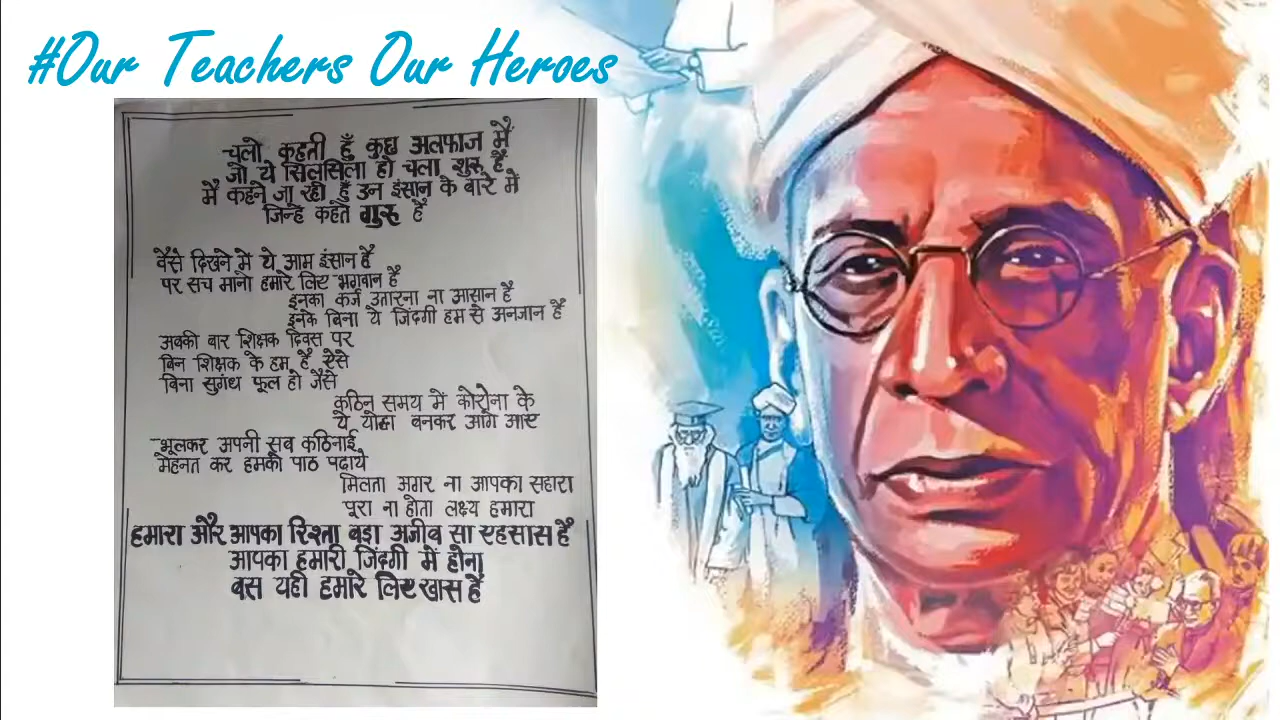 #Our Teachers Our Heroes
चलो कहती हूँ कुछ अलफाज मैं
जो ये सिलसिला हो चला शुरू है
मैं कहने जा रही हूँ उन इंसान के बारे में
जिन्हें कहते गुरू हैं
वैसे दिखने में ये आम इंसान है
पर सच मानो हमारे लिए भगवान है
इनका कर्ज उतारना ना आसान है
इनके बिना ये जिंदगी हम से अनजान है
अबकी बार शिक्षक दिवस पर
बिन शिक्षक के हम है, ऐसे
बिना सुगंध फूल हो जैसे
कठिन समय में कोरोना के
ये योद्धा बनकर आगे आए
भूलकर अपनी सब कठिनाई
मेहनत कर हमको पाठ पढ़ाये
मिलता अगर ना आपका सहारा
पूरा ना होता लक्ष्य हमारा
हमारा और आपका रिश्ता बड़ा अजीब सा एहसास है
आपका हमारी जिंदगी में होना
बस यही हमारे लिए खास है